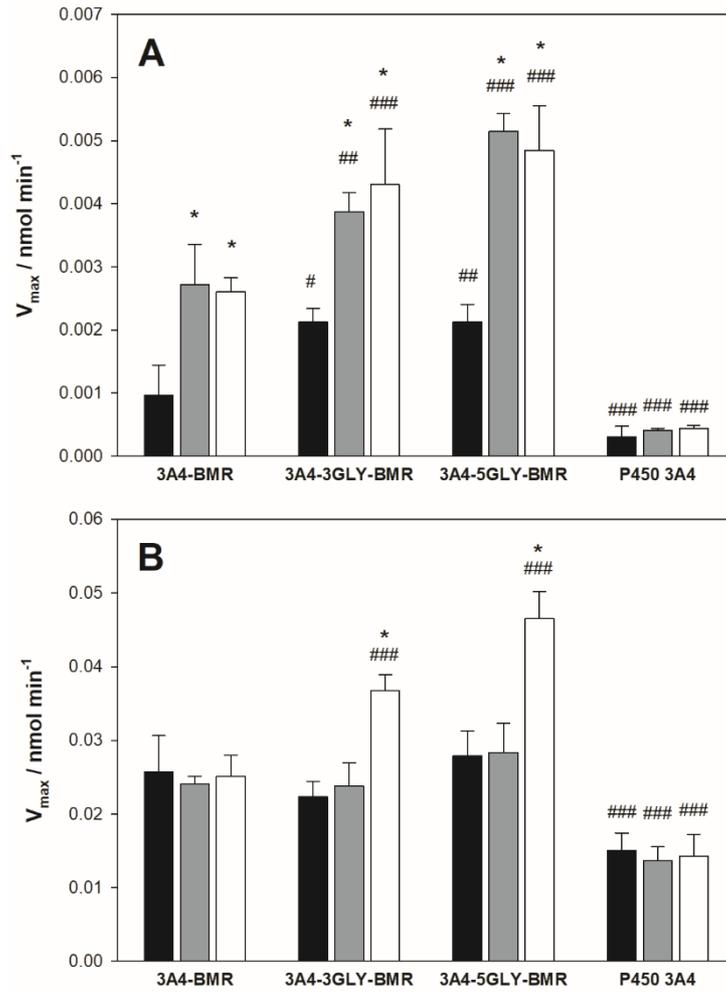 0.007
A
0.006
0.005
0.004
0.003
0.002
0.001
0.000
V_max / nmol min^-1
* *
# ## * ### *
## ### * ### *
### ### ###
3A4-BMR 3A4-3GLY-BMR 3A4-5GLY-BMR P450 3A4
0.06
B
0.05
0.04
0.03
0.02
0.01
0.00
V_max / nmol min^-1
*
###
*
###
### ### ###
3A4-BMR 3A4-3GLY-BMR 3A4-5GLY-BMR P450 3A4